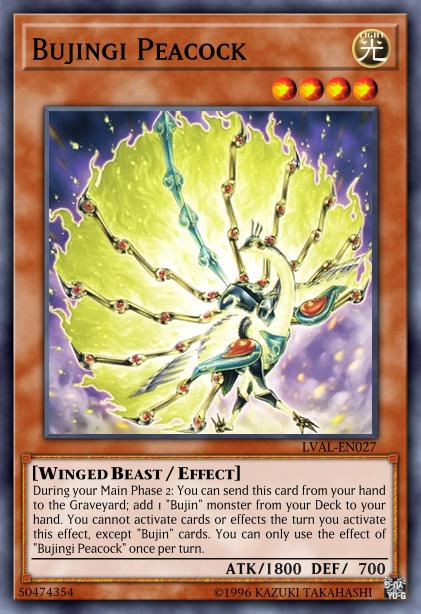 Bujingi Peacock
LIGHT
光
LVAL-EN027
[Winged Beast / Effect]
During your Main Phase 2: You can send this card from your hand
to the Graveyard; add 1 "Bujin" monster from your Deck to your
hand. You cannot activate cards or effects the turn you activate
this effect, except "Bujin" cards. You can only use the effect of
"Bujingi Peacock" once per turn.
ATK/1800 DEF/ 700
50474354
©1996 KAZUKI TAKAHASHI